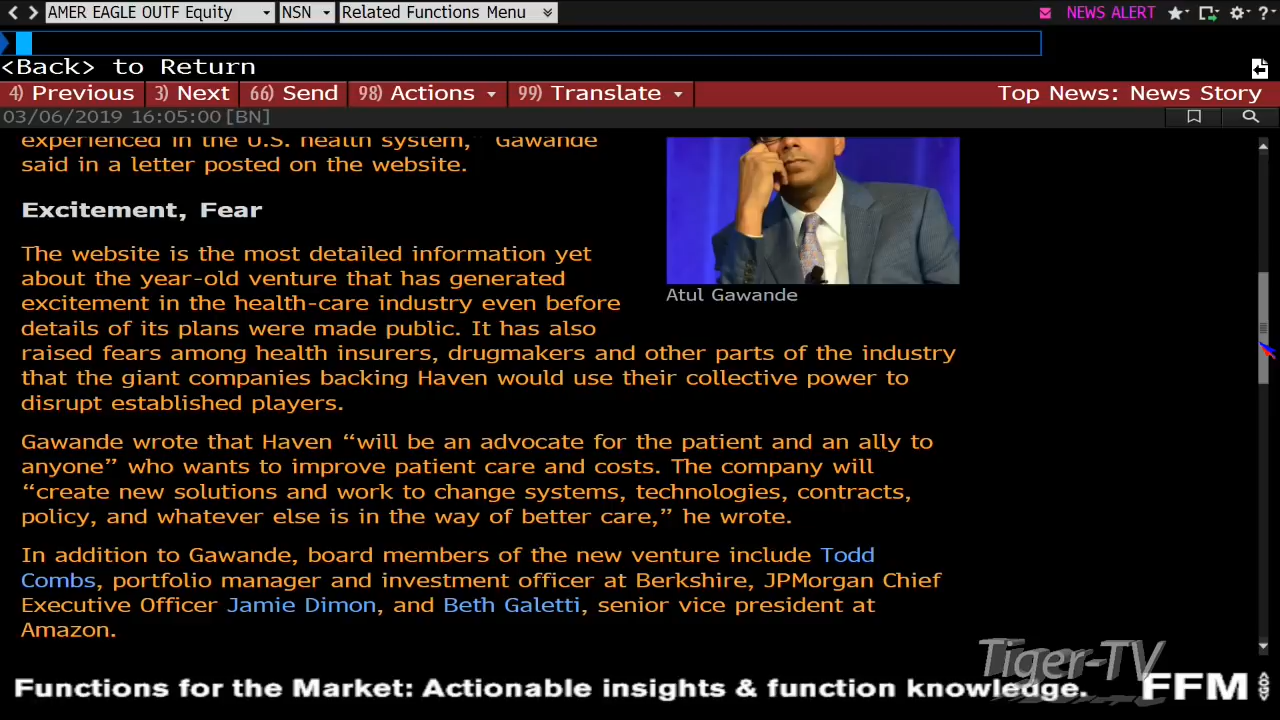 AMER EAGLE OUTF Equity NSN Related Functions Menu NEWS ALERT ?
<Back> to Return
4) Previous 3) Next 66) Send 98) Actions 99) Translate Top News: News Story
03/06/2019 16:05:00 [BN]
experienced in the U.S. health system,” Gawande
said in a letter posted on the website.
Excitement, Fear
The website is the most detailed information yet
about the year-old venture that has generated
excitement in the health-care industry even before
details of its plans were made public. It has also
raised fears among health insurers, drugmakers and other parts of the industry
that the giant companies backing Haven would use their collective power to
disrupt established players.
Atul Gawande
Gawande wrote that Haven “will be an advocate for the patient and an ally to
anyone” who wants to improve patient care and costs. The company will
“create new solutions and work to change systems, technologies, contracts,
policy, and whatever else is in the way of better care,” he wrote.
In addition to Gawande, board members of the new venture include Todd
Combs, portfolio manager and investment officer at Berkshire, JPMorgan Chief
Executive Officer Jamie Dimon, and Beth Galetti, senior vice president at
Amazon.
Tiger-TV
Functions for the Market: Actionable insights & function knowledge. FFM